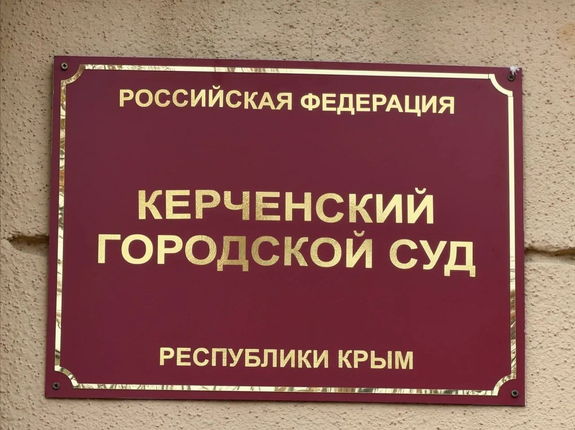 РОССИЙСКАЯ ФЕДЕРАЦИЯ
КЕРЧЕНСКИЙ
ГОРОДСКОЙ СУД
РЕСПУБЛИКИ КРЫМ